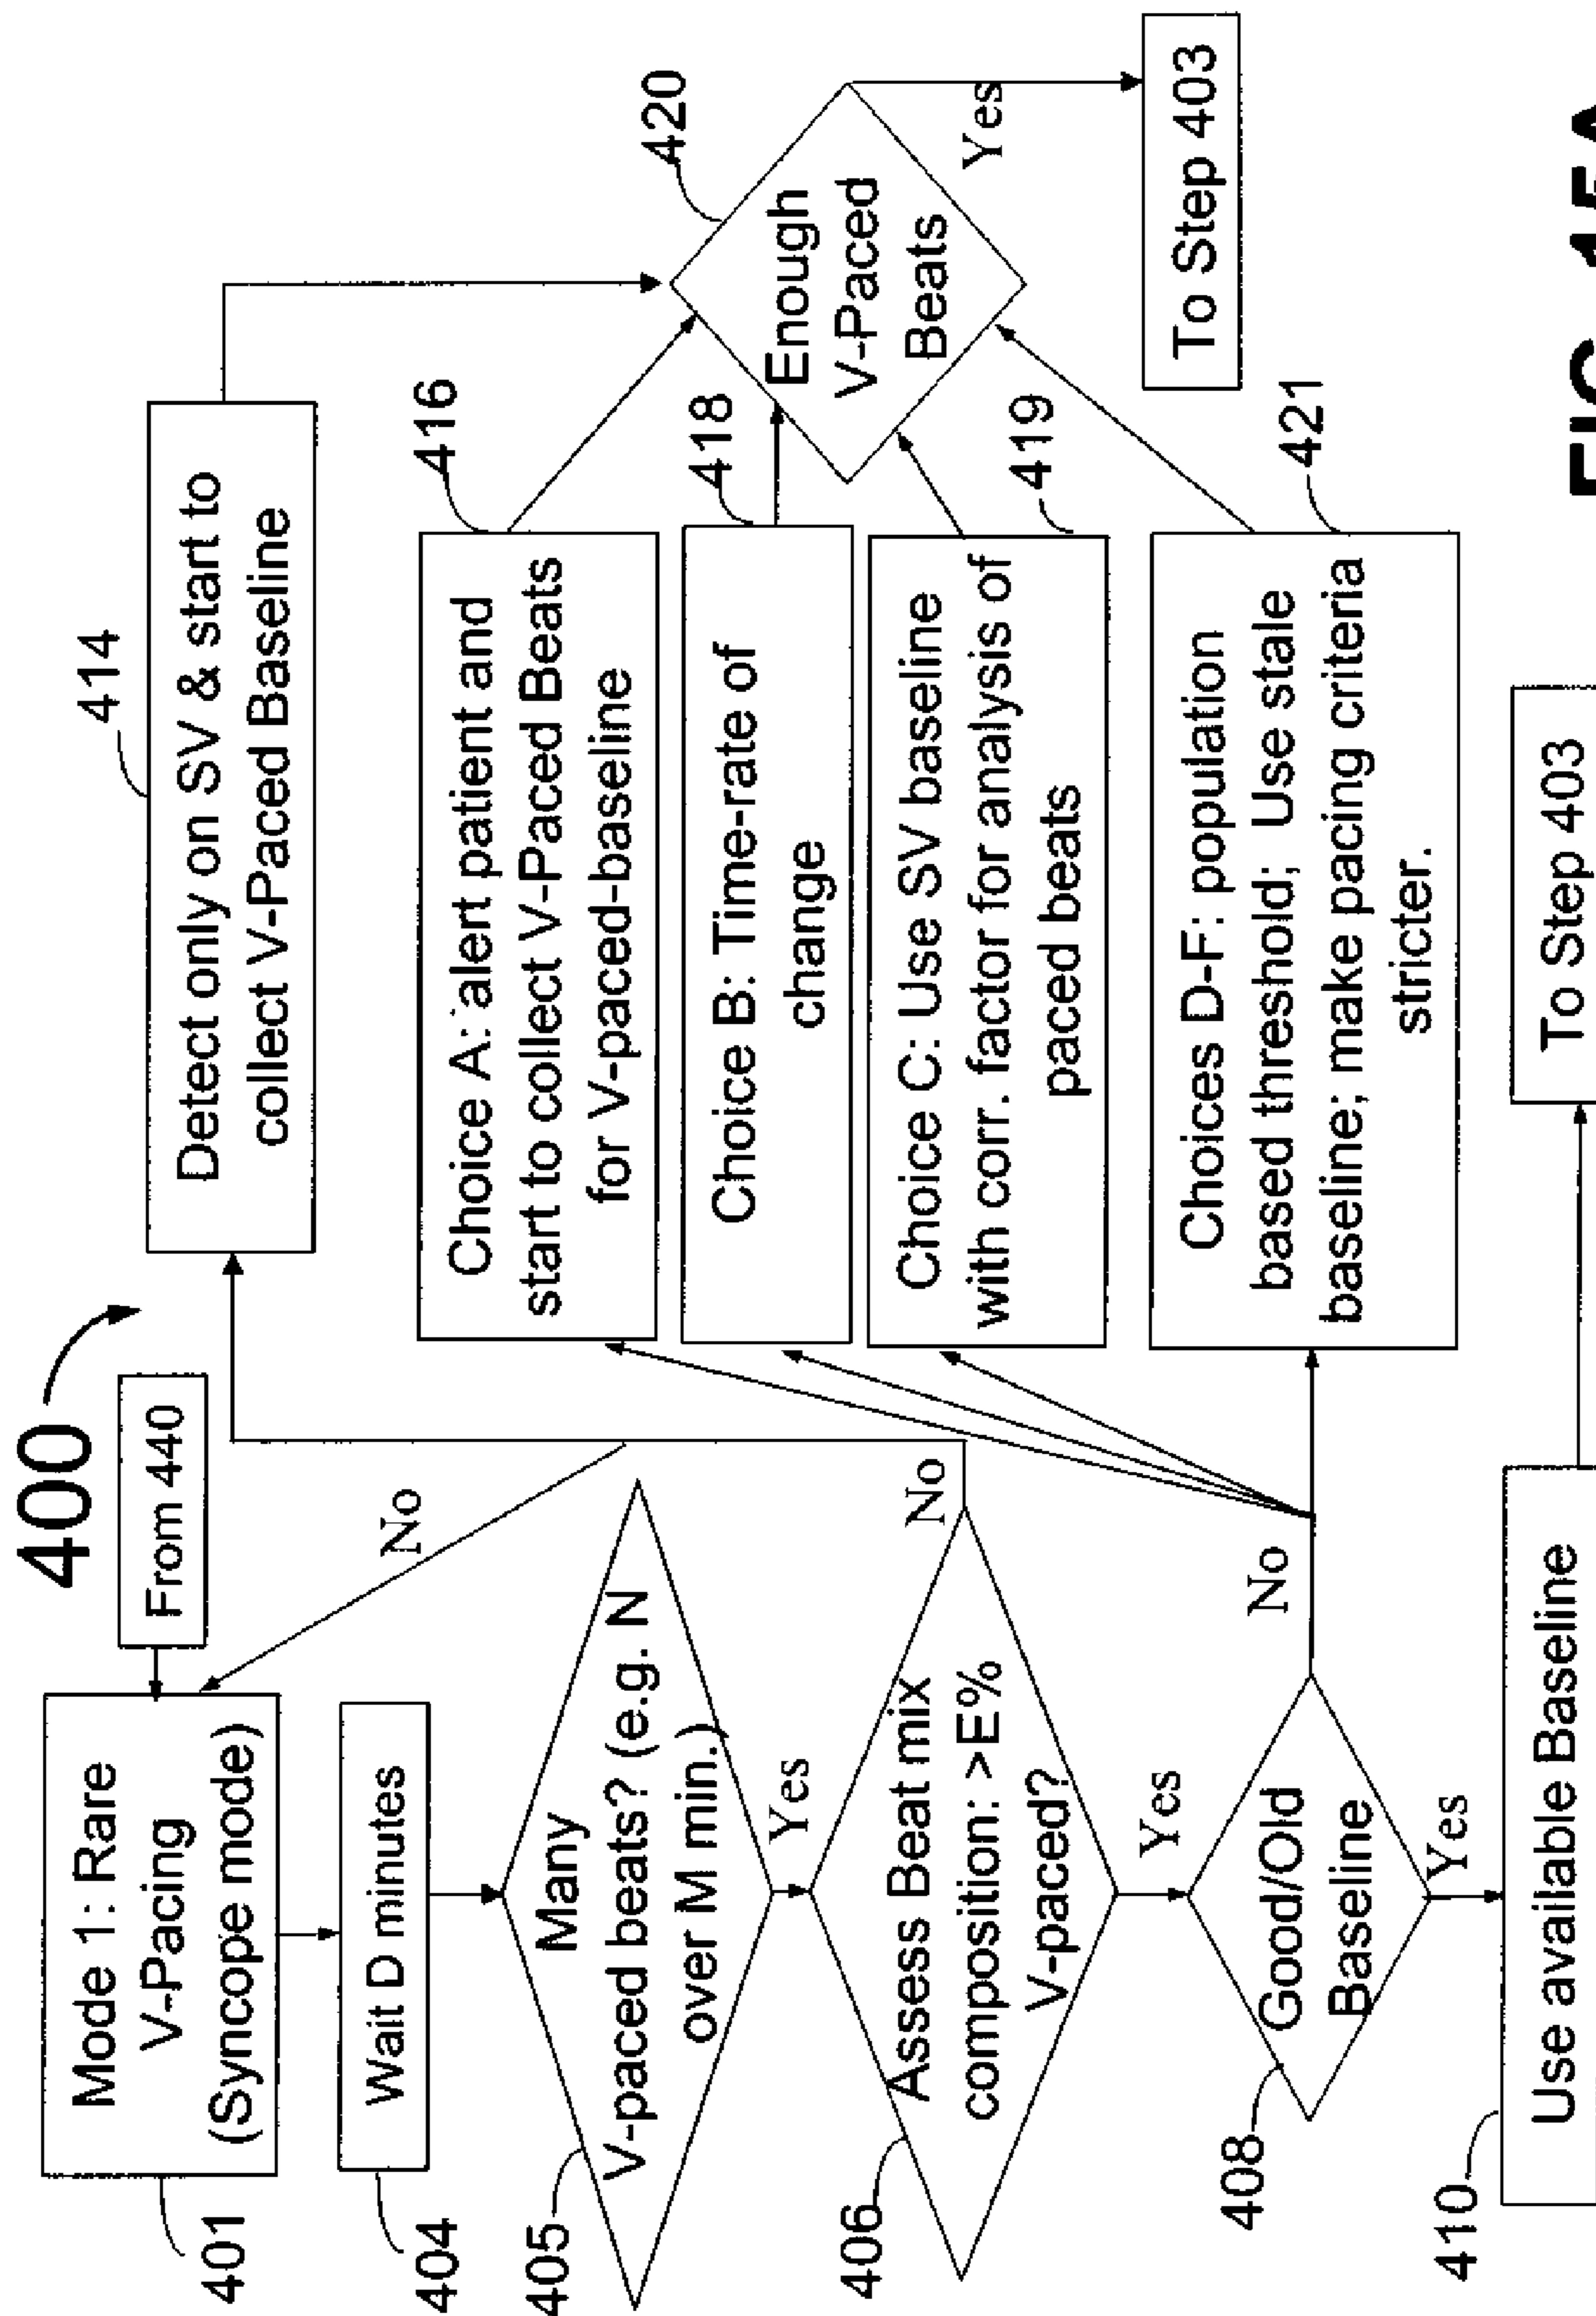 400
From 440
Mode 1: Rare
V-Pacing
(Syncope mode)
401
No
Wait D minutes
404
Many
V-paced beats? (e.g. N
over M min.)
405
Yes
Assess Beat mix
composition: >E%
V-paced?
406
No
Yes
Good/Old
Baseline
408
No
Yes
Use available Baseline
410
To Step 403
414
Detect only on SV & start to
collect V-Paced Baseline
416
Choice A: alert patient and
start to collect V-Paced Beats
for V-paced-baseline
418
Choice B: Time-rate of
change
419
Choice C: Use SV baseline
with corr. factor for analysis of
paced beats
421
Choices D-F: population
based threshold; Use stale
baseline; make pacing criteria
stricter.
420
Enough
V-Paced
Beats
Yes
To Step 403
FIG 15A